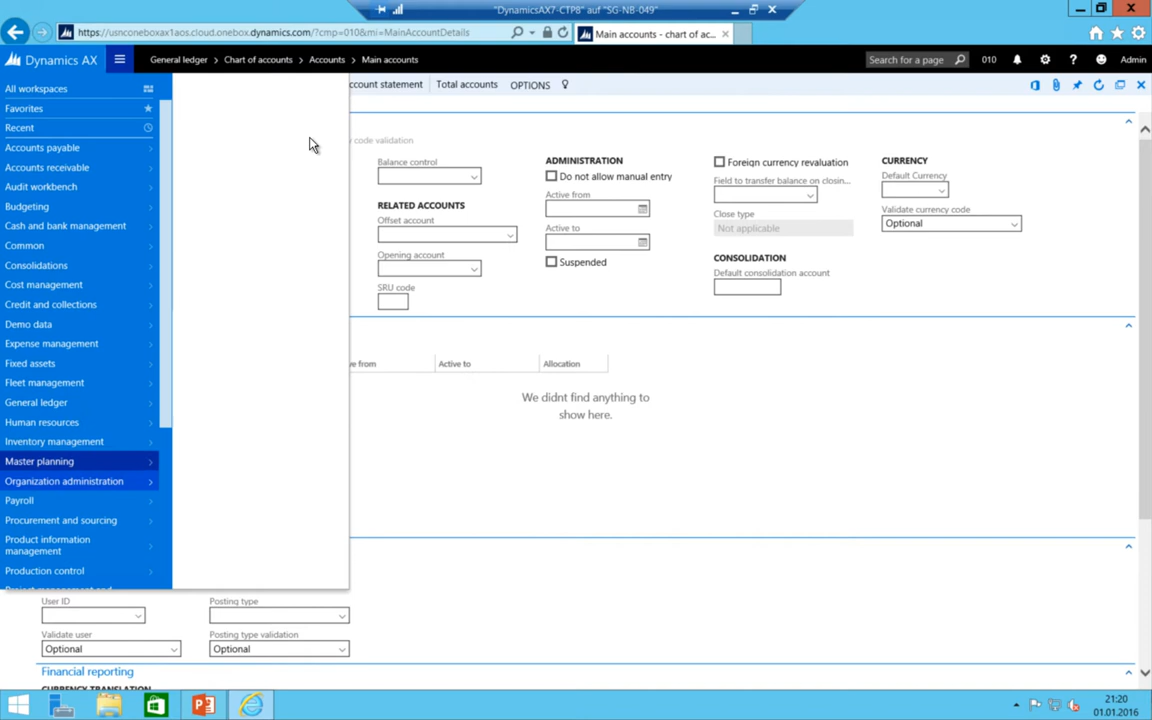 "DynamicsAX7-CTP8" auf "SG-NB-049"
https://usnconeboxax1aos.cloud.onebox.dynamics.com/?cmp=010&mi=MainAccountDetails
Main accounts - chart of ac...
Dynamics AX
General ledger > Chart of accounts > Accounts > Main accounts
Search for a page
010
Admin
All workspaces
Favorites
Recent
Accounts payable
Accounts receivable
Audit workbench
Budgeting
Cash and bank management
Common
Consolidations
Cost management
Credit and collections
Demo data
Expense management
Fixed assets
Fleet management
General ledger
Human resources
Inventory management
Master planning
Organization administration
Payroll
Procurement and sourcing
Product information
management
Production control
count statement
Total accounts
OPTIONS
y code validation
Balance control
RELATED ACCOUNTS
Offset account
Opening account
SRU code
ADMINISTRATION
Do not allow manual entry
Active from
Active to
Suspended
Foreign currency revaluation
Field to transfer balance on closin...
Close type
Not applicable
CONSOLIDATION
Default consolidation account
CURRENCY
Default Currency
Validate currency code
Optional
ve from
Active to
Allocation
We didnt find anything to
show here.
User ID
Posting type
Validate user
Posting type validation
Optional
Optional
Financial reporting
CURRENCY TRANSLATION
21:20
01.01.2016